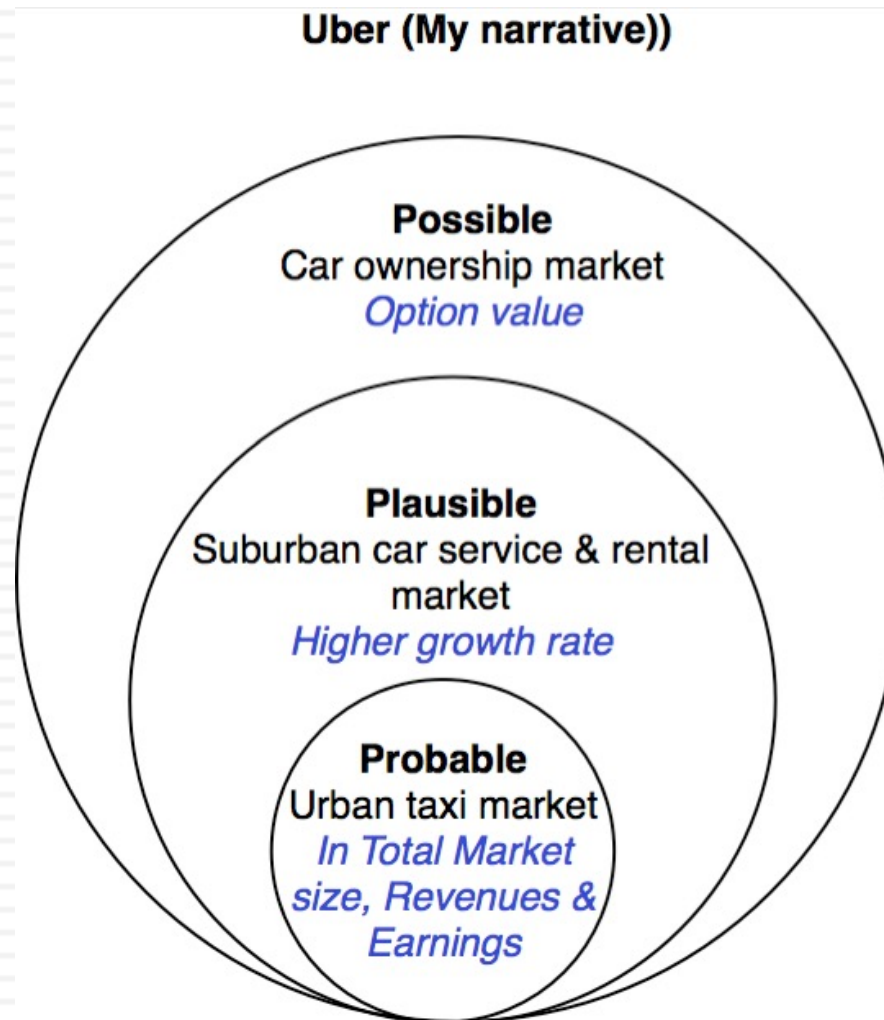 Uber (My narrative))
Possible
Car ownership market
Option value
Plausible
Suburban car service & rental
market
Higher growth rate
Probable
Urban taxi market
In Total Market
size, Revenues &
Earnings